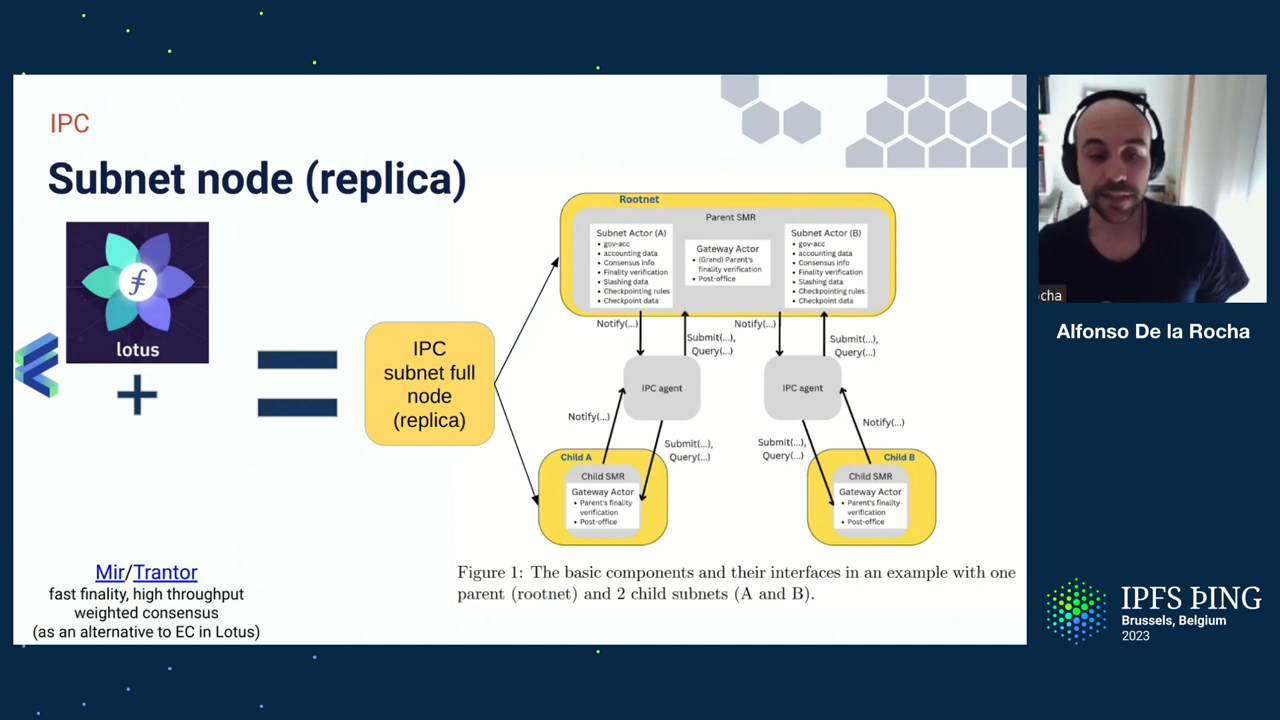 IPC
Subnet node (replica)
lotus
+
IPC
subnet full
node
(replica)
Mir/Trantor
fast finality, high throughput
weighted consensus
(as an alternative to EC in Lotus)
Rootnet
Parent SMR
Subnet Actor (A)
• gov-acc
• accounting data
• Consensus info
• Finality verification
• Slashing data
• Checkpointing rules
• Checkpoint data
Gateway Actor
• (Grand) Parent's
finality verification
• Post-office
Subnet Actor (B)
• gov-acc
• accounting data
• Consensus info
• Finality verification
• Slashing data
• Checkpointing rules
• Checkpoint data
Notify(...)
Submit(...),
Query(...)
Notify(...)
Submit(...),
Query(...)
IPC agent
IPC agent
Notify(...)
Submit(...),
Query(...)
Submit(...),
Query(...)
Notify(...)
Child A
Child SMR
Gateway Actor
• Parent's finality
verification
• Post-office
Child B
Child SMR
Gateway Actor
• Parent's finality
verification
• Post-office
Figure 1: The basic components and their interfaces in an example with one
parent (rootnet) and 2 child subnets (A and B).
cha
Alfonso De la Rocha
IPFS ÞING
Brussels, Belgium
2023